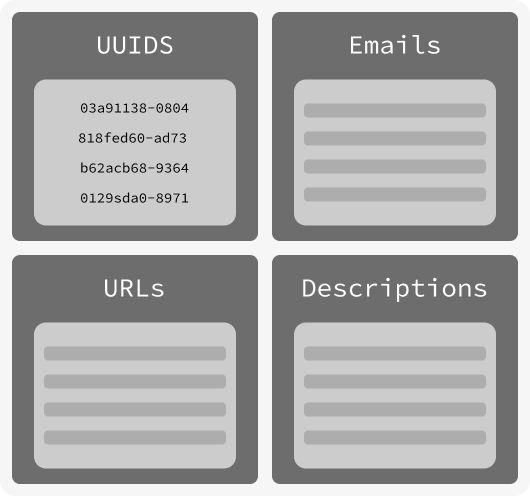 UUIDS
03a91138-0804
818fed60-ad73
b62acb68-9364
0129sda0-8971
Emails
URLs
Descriptions